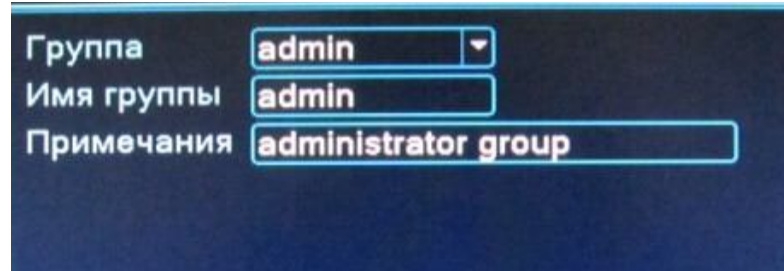 Группа admin
Имя группы admin
Примечания administrator group